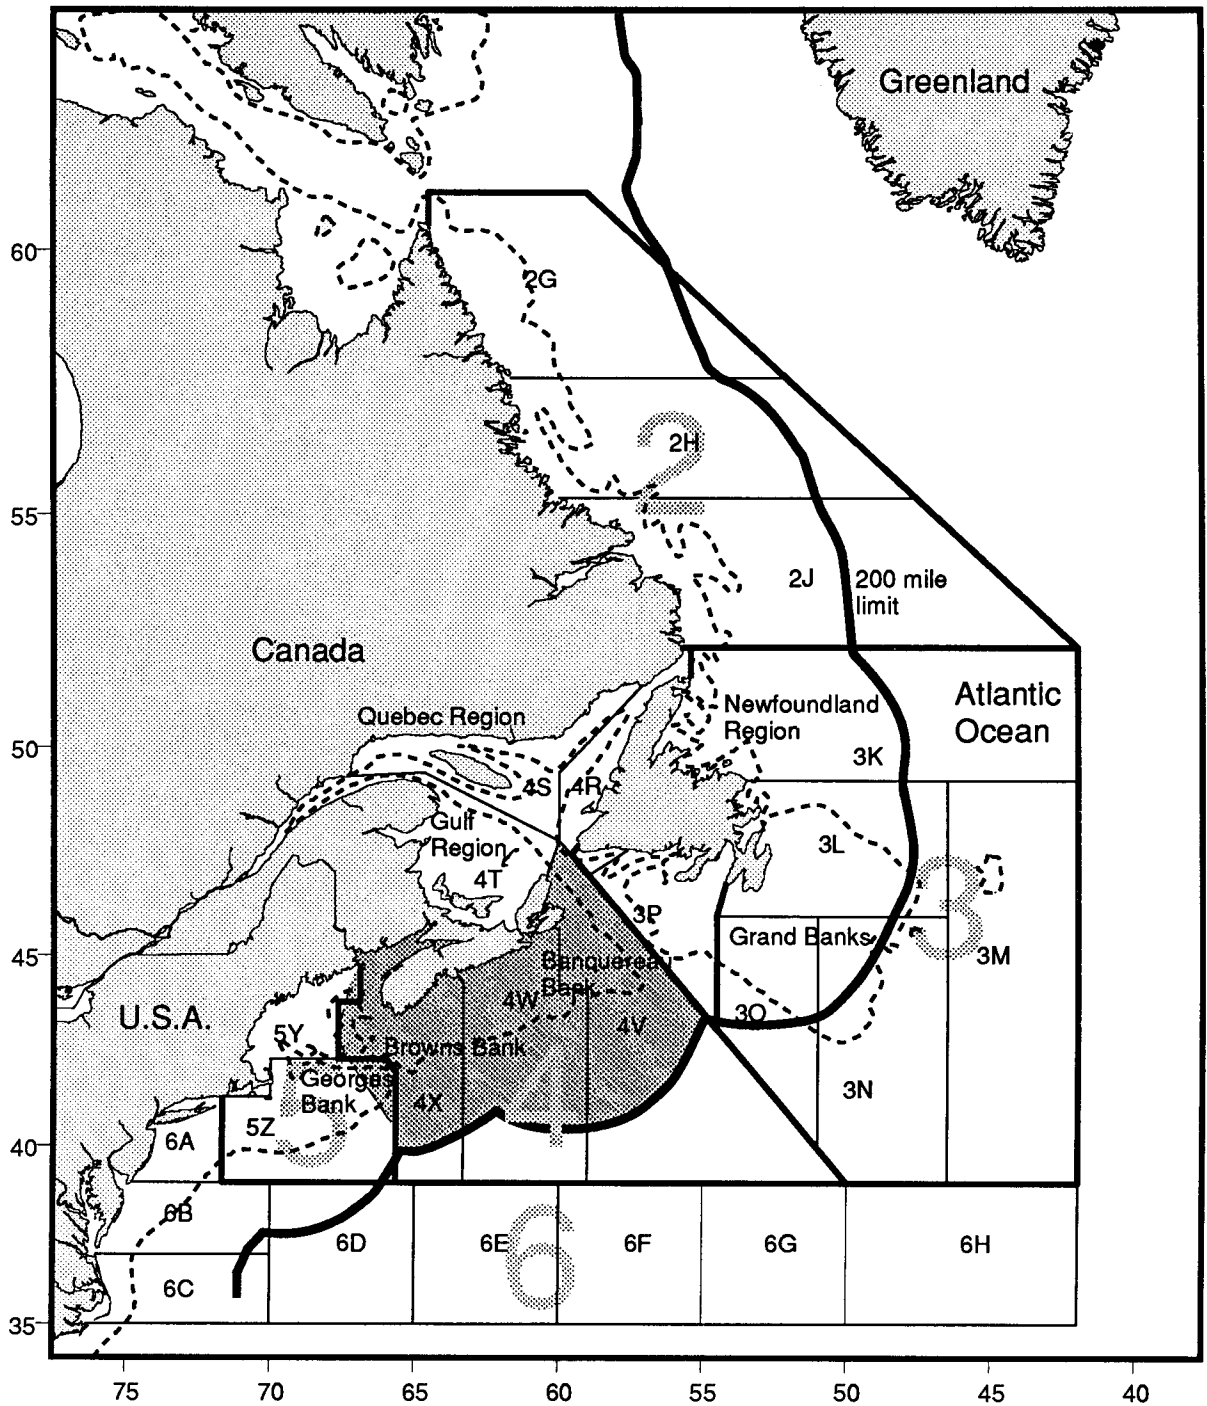 Greenland
60
2G
2
2H
55
2J
200 mile
limit
Canada
Newfoundland
Region
Atlantic
Ocean
Quebec Region
50
3K
4S
4R
Gulf
Region
4T
3L
3
3P
Grand Banks
3M
45
Banquereau
Bank
4W
4V
U.S.A.
5Y
3O
Browns Bank
Georges
Bank
4X
3N
5
4
40
6A
5Z
6B
6D
6E
6
6F
6G
6H
6C
35
75
70
65
60
55
50
45
40